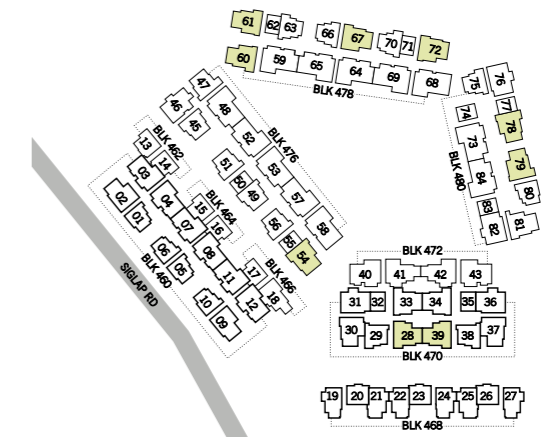 61 62 63 66 67 70 71 72
60 59 65 64 69 68
BLK 478
75 76
74 77
73 78
84 79
83 80
82 81
BLK 480
47
46 48
45 52
BLK 476
51 53
50 49 57
56 58
55 54
13 BLK 462
14
03
02 04
01 07
15 BLK 464
16
06 08
05 11
BLK 460
17 BLK 466
18
12
10
09
SIGLAP RD
BLK 472
40 41 42 43
31 32 33 34 35 36
30 29 28 39 38 37
BLK 470
19 20 21 22 23 24 25 26 27
BLK 468